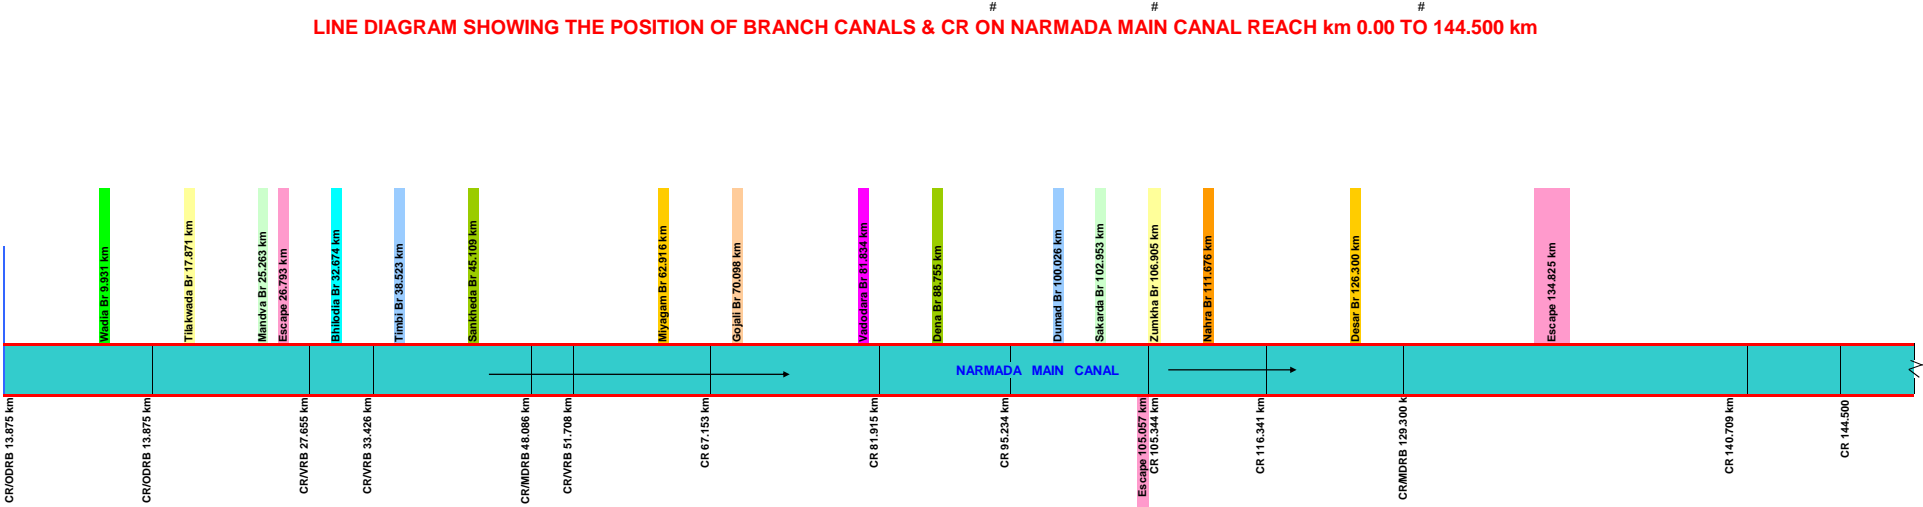 # # #
LINE DIAGRAM SHOWING THE POSITION OF BRANCH CANALS & CR ON NARMADA MAIN CANAL REACH km 0.00 TO 144.500 km
Wadia Br 9.931 km
Tilakwada Br 17.871 km
Mandva Br 25.263 km
Escape 26.793 km
Bhilodia Br 32.674 km
Timbi Br 38.523 km
Sankheda Br 45.109 km
Miyagam Br 62.916 km
Gojali Br 70.098 km
Vadodara Br 81.834 km
Dena Br 88.755 km
Dumad Br 100.026 km
Sakarda Br 102.953 km
Zumkha Br 106.905 km
Nahra Br 111.676 km
Desar Br 126.300 km
Escape 134.825 km
NARMADA MAIN CANAL
CR/ODRB 13.875 km
CR/ODRB 13.875 km
CR/VRB 27.655 km
CR/VRB 33.426 km
CR/MDRB 48.086 km
CR/VRB 51.708 km
CR 67.153 km
CR 81.915 km
CR 95.234 km
Escape 105.057 km
CR 105.344 km
CR 116.341 km
CR/MDRB 129.300 k
CR 140.709 km
CR 144.500